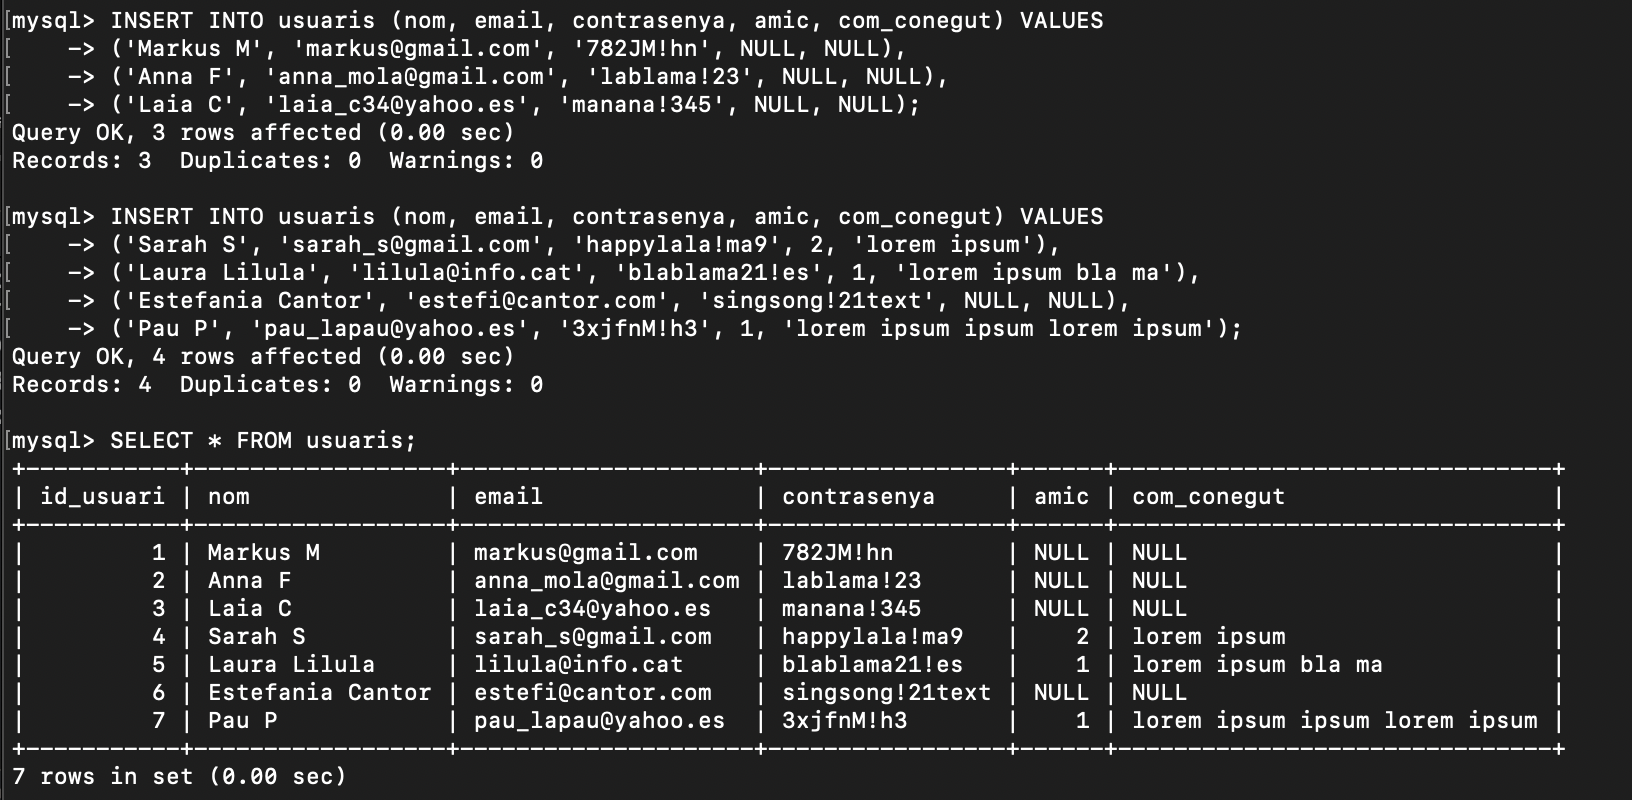 mysql> INSERT INTO usuaris (nom, email, contrasenya, amic, com_conegut) VALUES
    -> ('Markus M', 'markus@gmail.com', '782JM!hn', NULL, NULL),
    -> ('Anna F', 'anna_mola@gmail.com', 'lablama!23', NULL, NULL),
    -> ('Laia C', 'laia_c34@yahoo.es', 'manana!345', NULL, NULL);
Query OK, 3 rows affected (0.00 sec)
Records: 3  Duplicates: 0  Warnings: 0

mysql> INSERT INTO usuaris (nom, email, contrasenya, amic, com_conegut) VALUES
    -> ('Sarah S', 'sarah_s@gmail.com', 'happylala!ma9', 2, 'lorem ipsum'),
    -> ('Laura Lilula', 'lilula@info.cat', 'blablama21!es', 1, 'lorem ipsum bla ma'),
    -> ('Estefania Cantor', 'estefi@cantor.com', 'singsong!21text', NULL, NULL),
    -> ('Pau P', 'pau_lapau@yahoo.es', '3xjfnM!h3', 1, 'lorem ipsum ipsum lorem ipsum');
Query OK, 4 rows affected (0.00 sec)
Records: 4  Duplicates: 0  Warnings: 0

mysql> SELECT * FROM usuaris;
+-----------+------------------+---------------------+-----------------+------+-------------------------------+
| id_usuari | nom              | email               | contrasenya     | amic | com_conegut                   |
+-----------+------------------+---------------------+-----------------+------+-------------------------------+
|         1 | Markus M         | markus@gmail.com    | 782JM!hn        | NULL | NULL                          |
|         2 | Anna F           | anna_mola@gmail.com | lablama!23      | NULL | NULL                          |
|         3 | Laia C           | laia_c34@yahoo.es   | manana!345      | NULL | NULL                          |
|         4 | Sarah S          | sarah_s@gmail.com   | happylala!ma9   |    2 | lorem ipsum                   |
|         5 | Laura Lilula     | lilula@info.cat     | blablama21!es   |    1 | lorem ipsum bla ma            |
|         6 | Estefania Cantor | estefi@cantor.com   | singsong!21text | NULL | NULL                          |
|         7 | Pau P            | pau_lapau@yahoo.es  | 3xjfnM!h3       |    1 | lorem ipsum ipsum lorem ipsum |
+-----------+------------------+---------------------+-----------------+------+-------------------------------+
7 rows in set (0.00 sec)